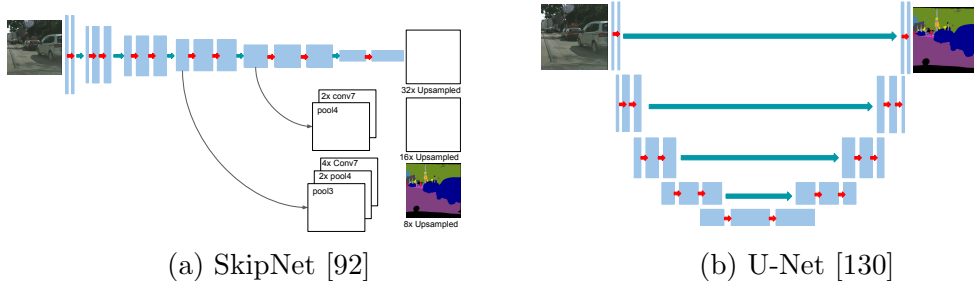 32x Upsampled
2x conv7
pool4
16x Upsampled
4x Conv7
2x pool4
pool3
8x Upsampled
(a) SkipNet [92]
(b) U-Net [130]